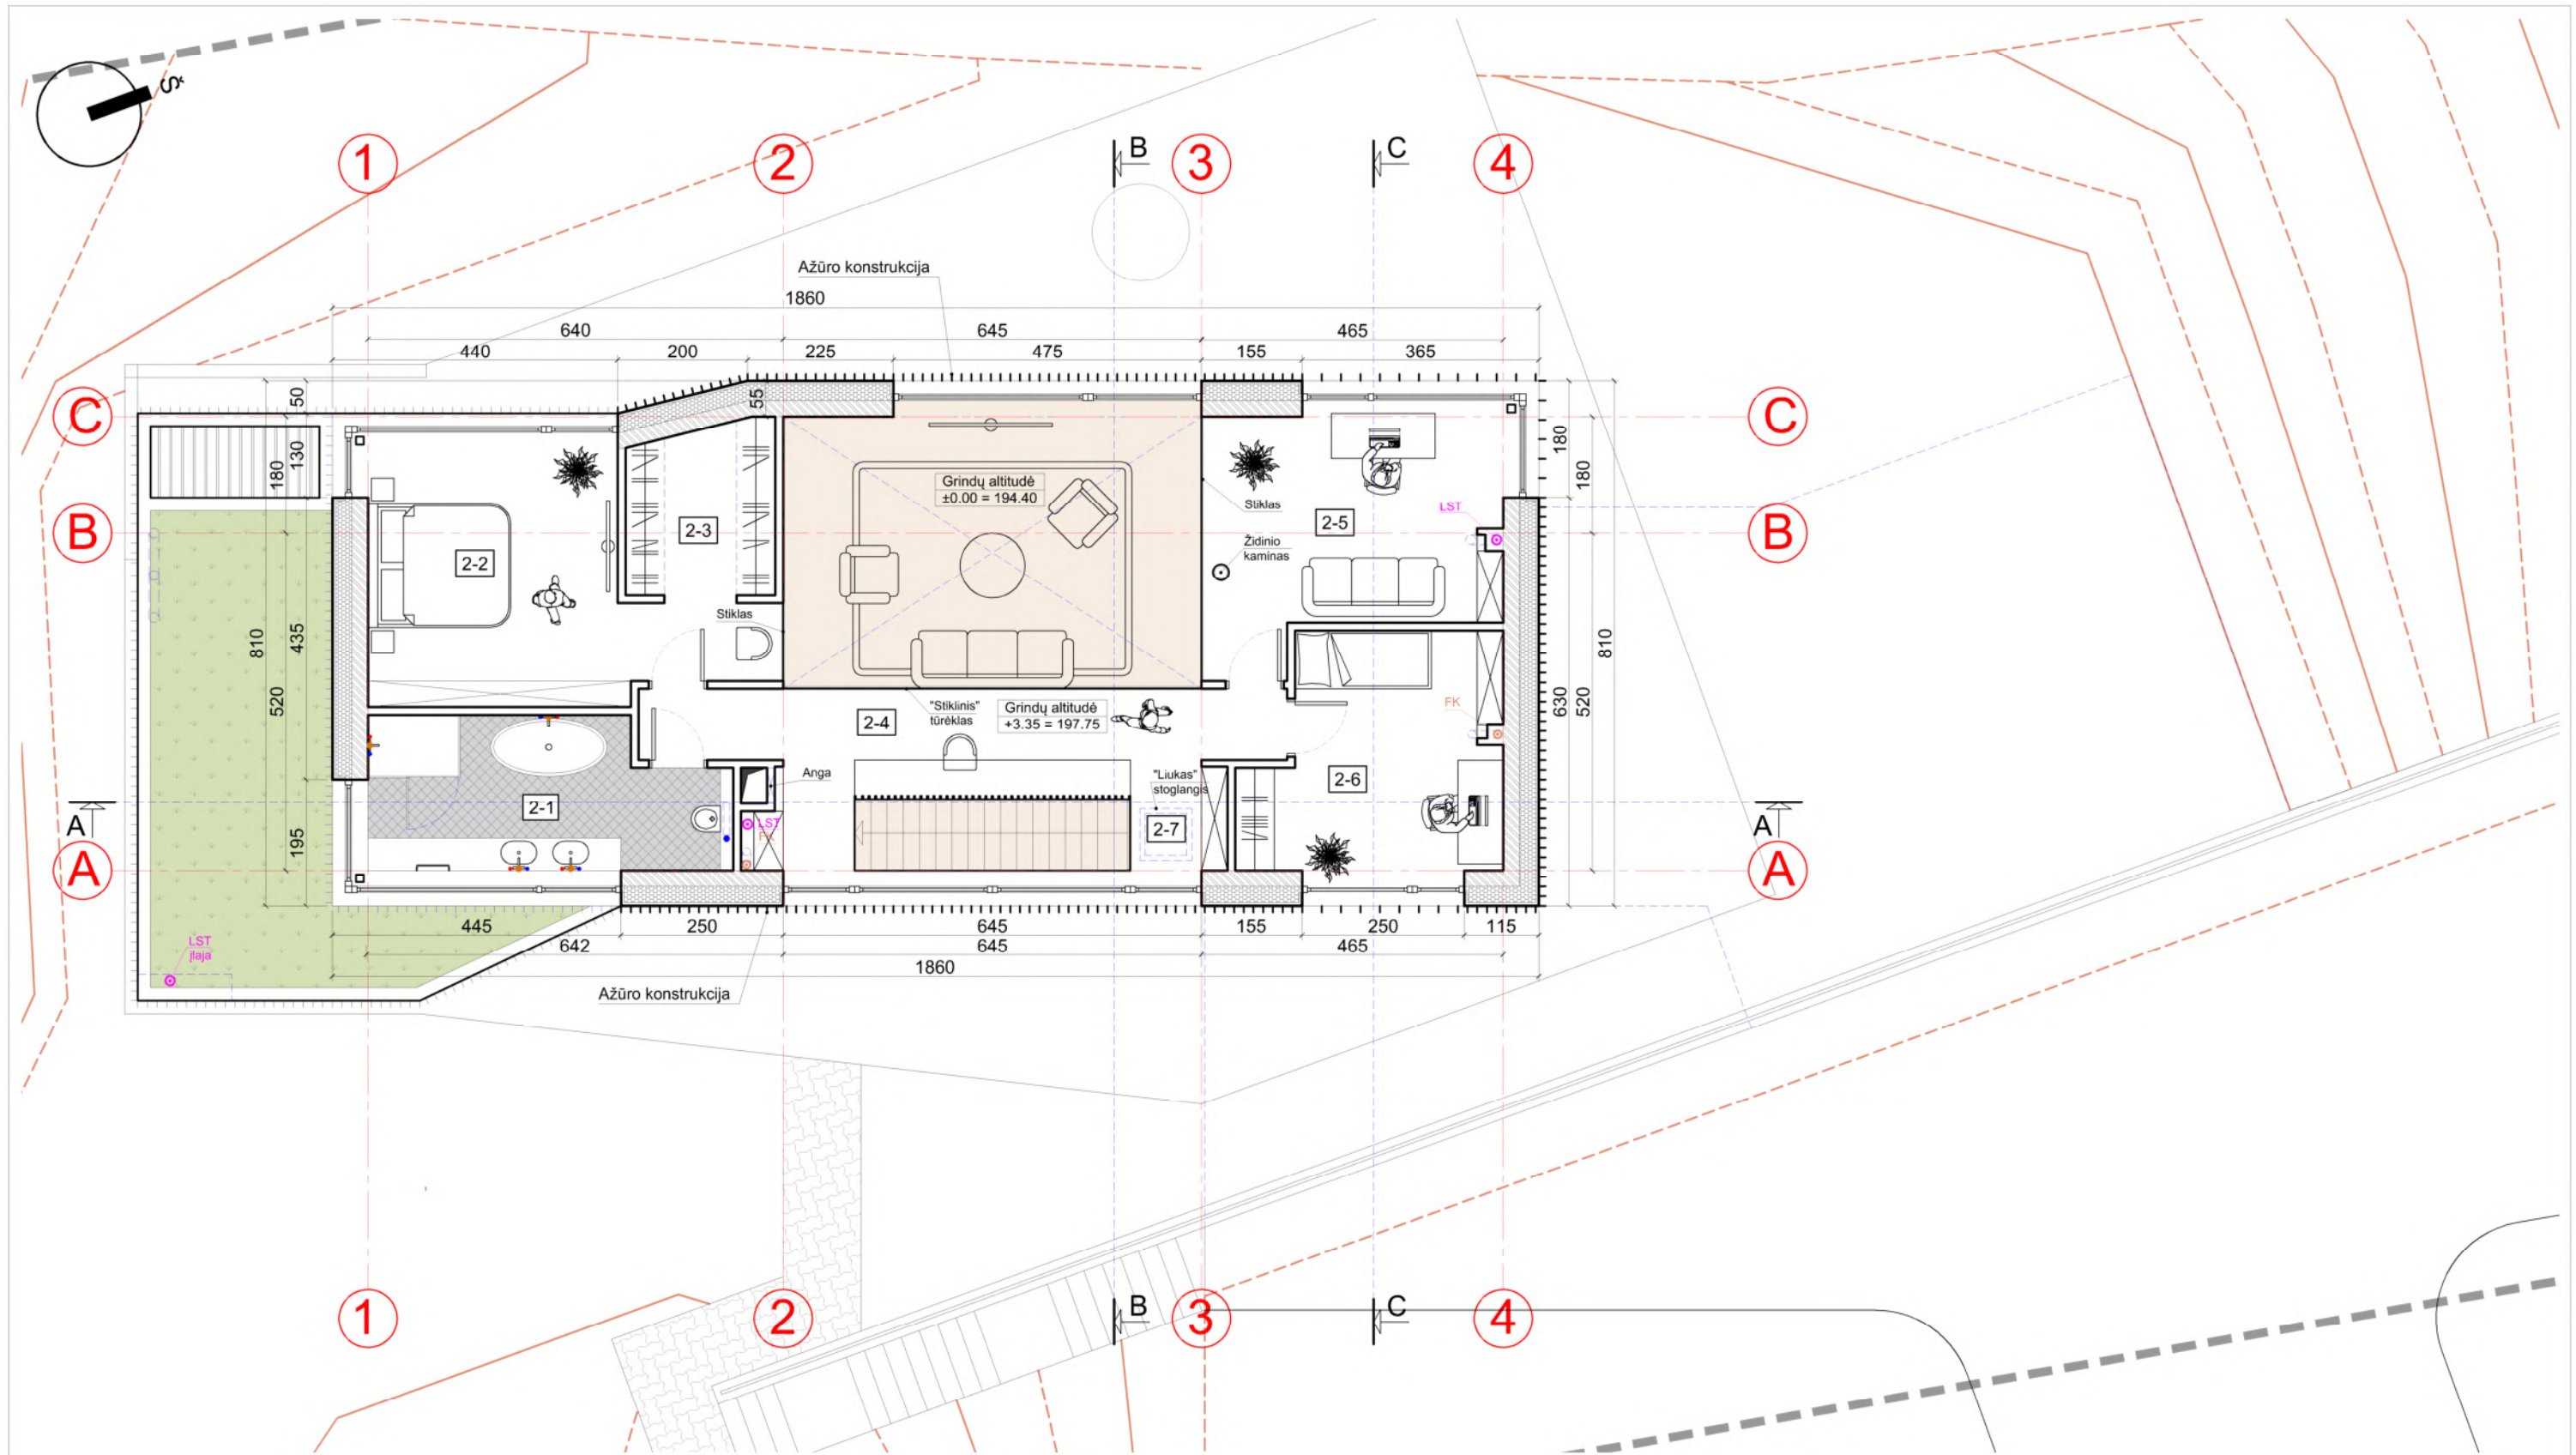 Š
1
2
B
3
C
4
Ažūro konstrukcija
1860
640
645
465
440
200
225
475
155
365
C
50
55
180
130
180
180
C
Grindų altitudė
±0.00 = 194.40
Stiklas
LST
B
2-3
2-5
B
2-2
Židinio
kaminas
Stiklas
810
435
520
630
520
810
"Stiklinis"
tūrėklas
Grindų altitudė
+3.35 = 197.75
2-4
FK
Anga
"Liukas"
stoglangis
2-6
2-1
A
LST
FK
2-7
A
195
A
A
445
250
645
155
250
115
642
645
465
1860
LST
įlaja
Ažūro konstrukcija
1
2
B
3
C
4